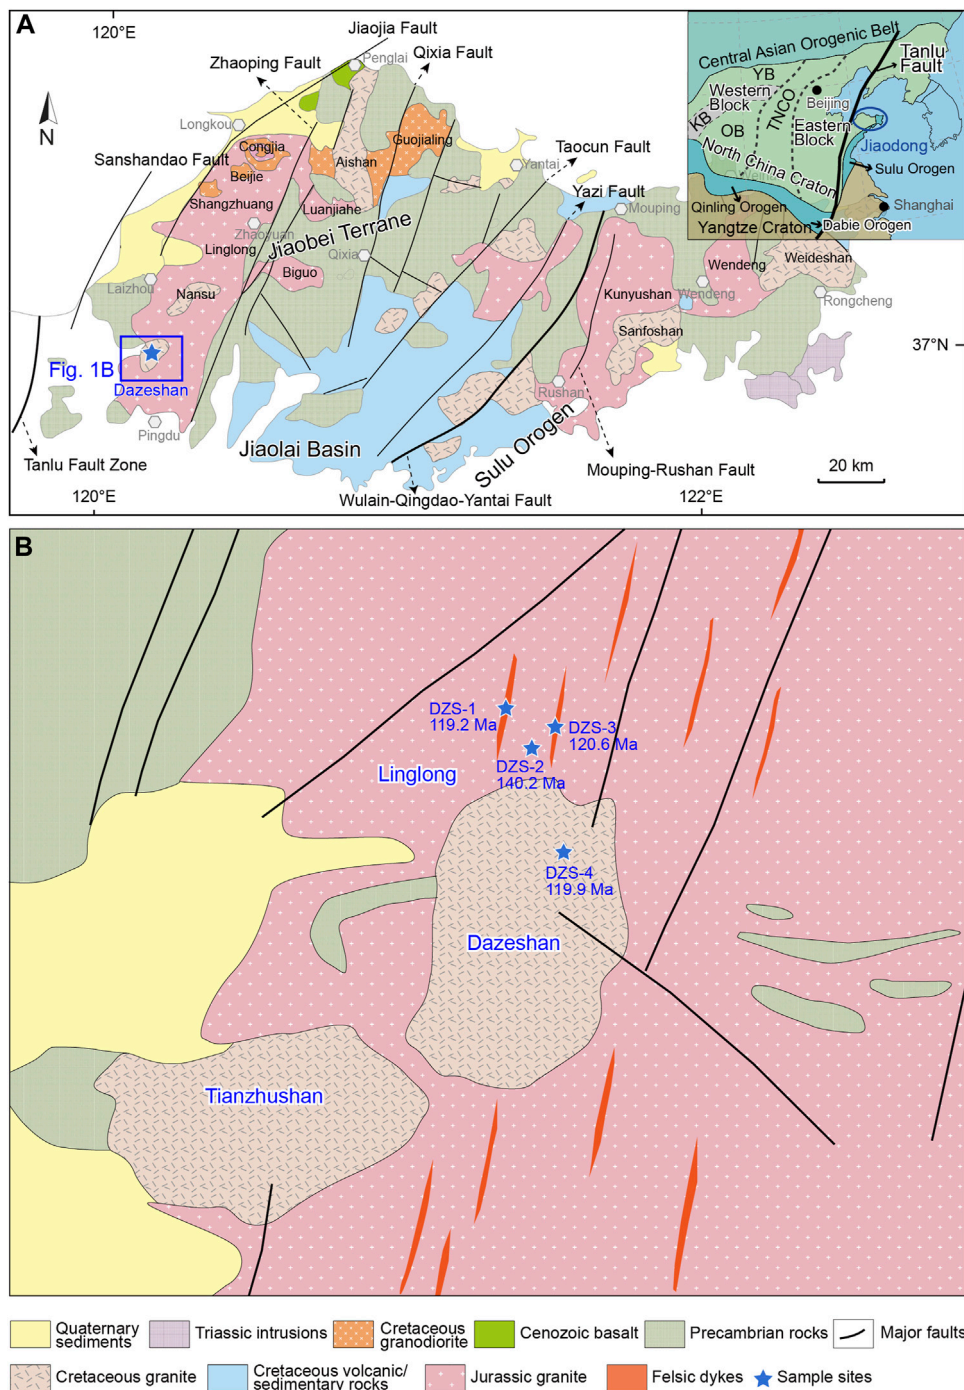 A
120°E
Jiaojia Fault
Zhaoping Fault
Penglai
Qixia Fault
N
Longkou
Sanshandao Fault
Congjia
Beijie
Shangzhuang
Aishan
Guojialing
Yantai
Taocun Fault
Yazi Fault
Luanjiahe
Zhaoyuan
Linglong
Jiaobei Terrane
Qixia
Biguo
Mouping
Laizhou
Nansu
Kunyushan
Wendeng
Wendeng
Weideshan
Rongcheng
Sanfoshan
37°N
Fig. 1B
Dazeshan
Pingdu
Rushan
Jiaolai Basin
Sulu Orogen
Tanlu Fault Zone
Mouping-Rushan Fault
20 km
120°E
Wulain-Qingdao-Yantai Fault
122°E
Central Asian Orogenic Belt
Tanlu
Fault
YB
Western
Block
KB
OB
TNCO
Beijing
Eastern
Block
Jiaodong
North China Craton
Sulu Orogen
Qinling Orogen
Shanghai
Yangtze Craton
Dabie Orogen
B
DZS-1
119.2 Ma
DZS-3
120.6 Ma
DZS-2
140.2 Ma
Linglong
DZS-4
119.9 Ma
Dazeshan
Tianzhushan
Quaternary
sediments
Triassic intrusions
Cretaceous
granodiorite
Cenozoic basalt
Precambrian rocks
Major faults
Cretaceous granite
Cretaceous volcanic/
sedimentary rocks
Jurassic granite
Felsic dykes
Sample sites